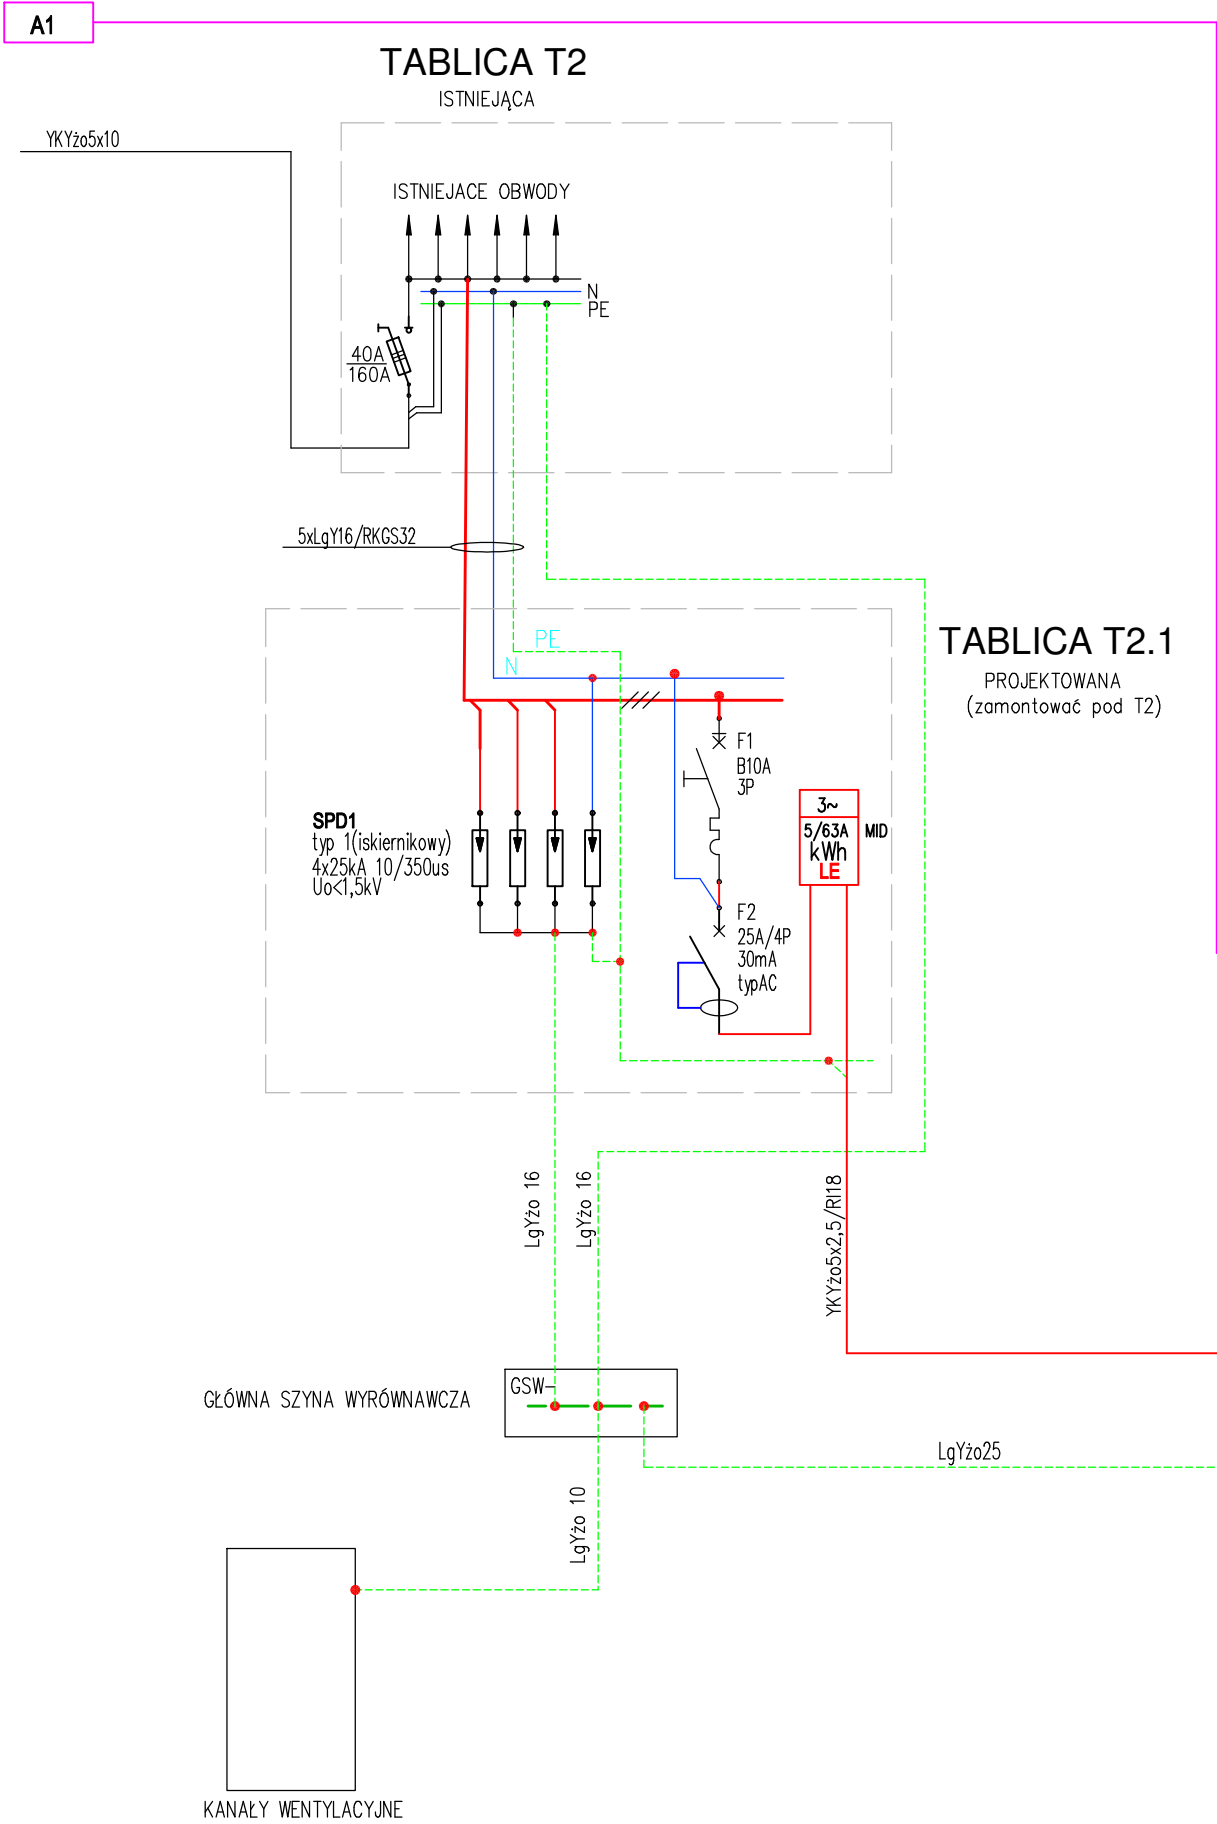 A1
TABLICA T2
ISTNIEJĄCA
YKYżo5x10
ISTNIEJACE OBWODY
N
PE
40A
160A
5xLgY16/RKGS32
PE
N
TABLICA T2.1
PROJEKTOWANA
(zamontować pod T2)
F1
B10A
3P
SPD1
typ 1(iskiernikowy)
4x25kA 10/350us
Uo<1,5kV
3~
5/63A MID
kWh
LE
F2
25A/4P
30mA
typAC
LgYżo 16
LgYżo 16
YKYżo5x2,5/Rl18
GŁÓWNA SZYNA WYRÓWNAWCZA
GSW
LgYżo25
LgYżo 10
KANAŁY WENTYLACYJNE